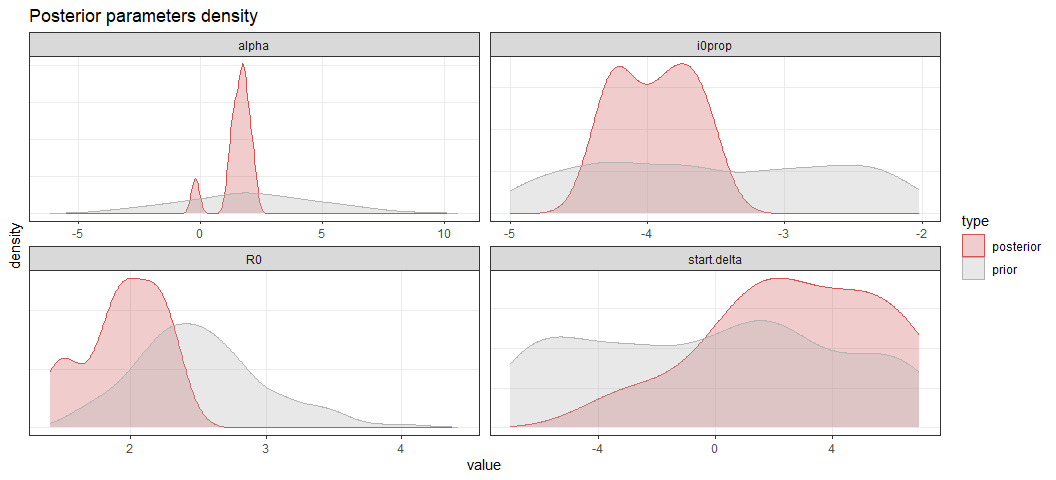 Posterior parameters density
alpha
i0prop
-5 0 5 10
-5 -4 -3 -2
R0
start.delta
2 3 4
-4 0 4
density
value
type
posterior
prior